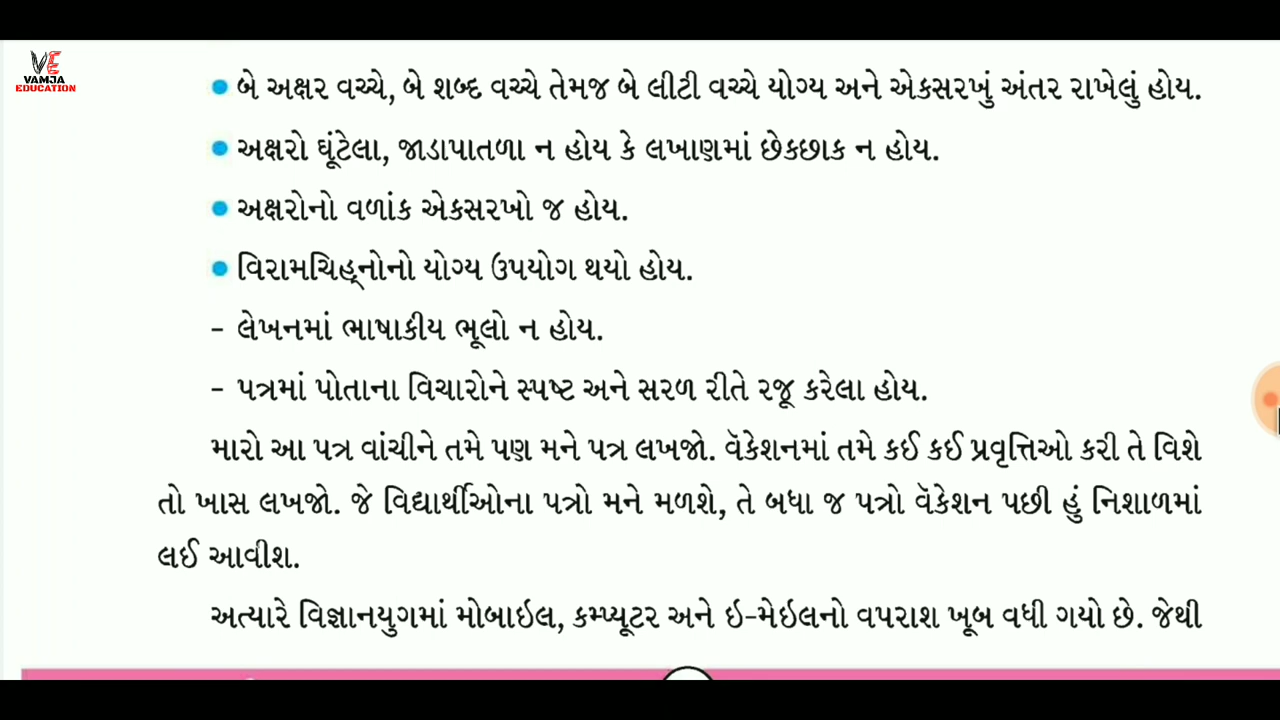 VE
VAMJA
EDUCATION
• બે અક્ષર વચ્ચે, બે શબ્દ વચ્ચે તેમજ બે લીટી વચ્ચે યોગ્ય અને એકસરખું અંતર રાખેલું હોય.
• અક્ષરો ઘૂંટેલા, જાડાપાતળા ન હોય કે લખાણમાં છેકછાક ન હોય.
• અક્ષરોનો વળાંક એકસરખો જ હોય.
• વિરામચિહ્નોનો યોગ્ય ઉપયોગ થયો હોય.
- લેખનમાં ભાષાકીય ભૂલો ન હોય.
- પત્રમાં પોતાના વિચારોને સ્પષ્ટ અને સરળ રીતે રજૂ કરેલા હોય.
મારો આ પત્ર વાંચીને તમે પણ મને પત્ર લખજો. વૅકેશનમાં તમે કઈ કઈ પ્રવૃત્તિઓ કરી તે વિશે
તો ખાસ લખજો. જે વિદ્યાર્થીઓના પત્રો મને મળશે, તે બધા જ પત્રો વૅકેશન પછી હું નિશાળમાં
લઈ આવીશ.
અત્યારે વિજ્ઞાનયુગમાં મોબાઇલ, કમ્પ્યૂટર અને ઇ-મેઇલનો વપરાશ ખૂબ વધી ગયો છે. જેથી